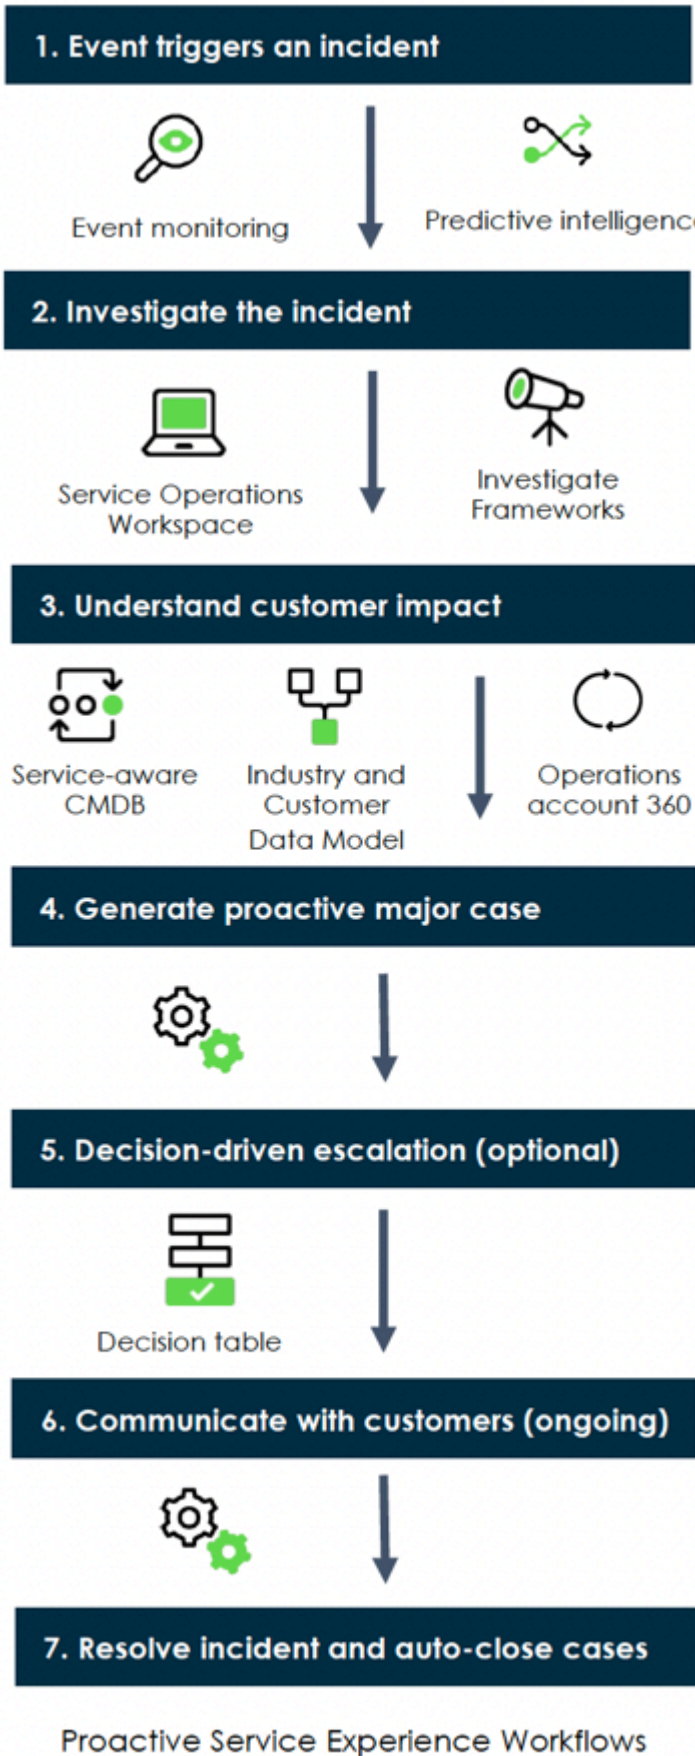 1. Event triggers an incident
Event monitoring
Predictive intelligence
2. Investigate the incident
Service Operations
Workspace
Investigate
Frameworks
3. Understand customer impact
Service-aware
CMDB
Industry and
Customer
Data Model
Operations
account 360
4. Generate proactive major case
5. Decision-driven escalation (optional)
Decision table
6. Communicate with customers (ongoing)
7. Resolve incident and auto-close cases
Proactive Service Experience Workflows